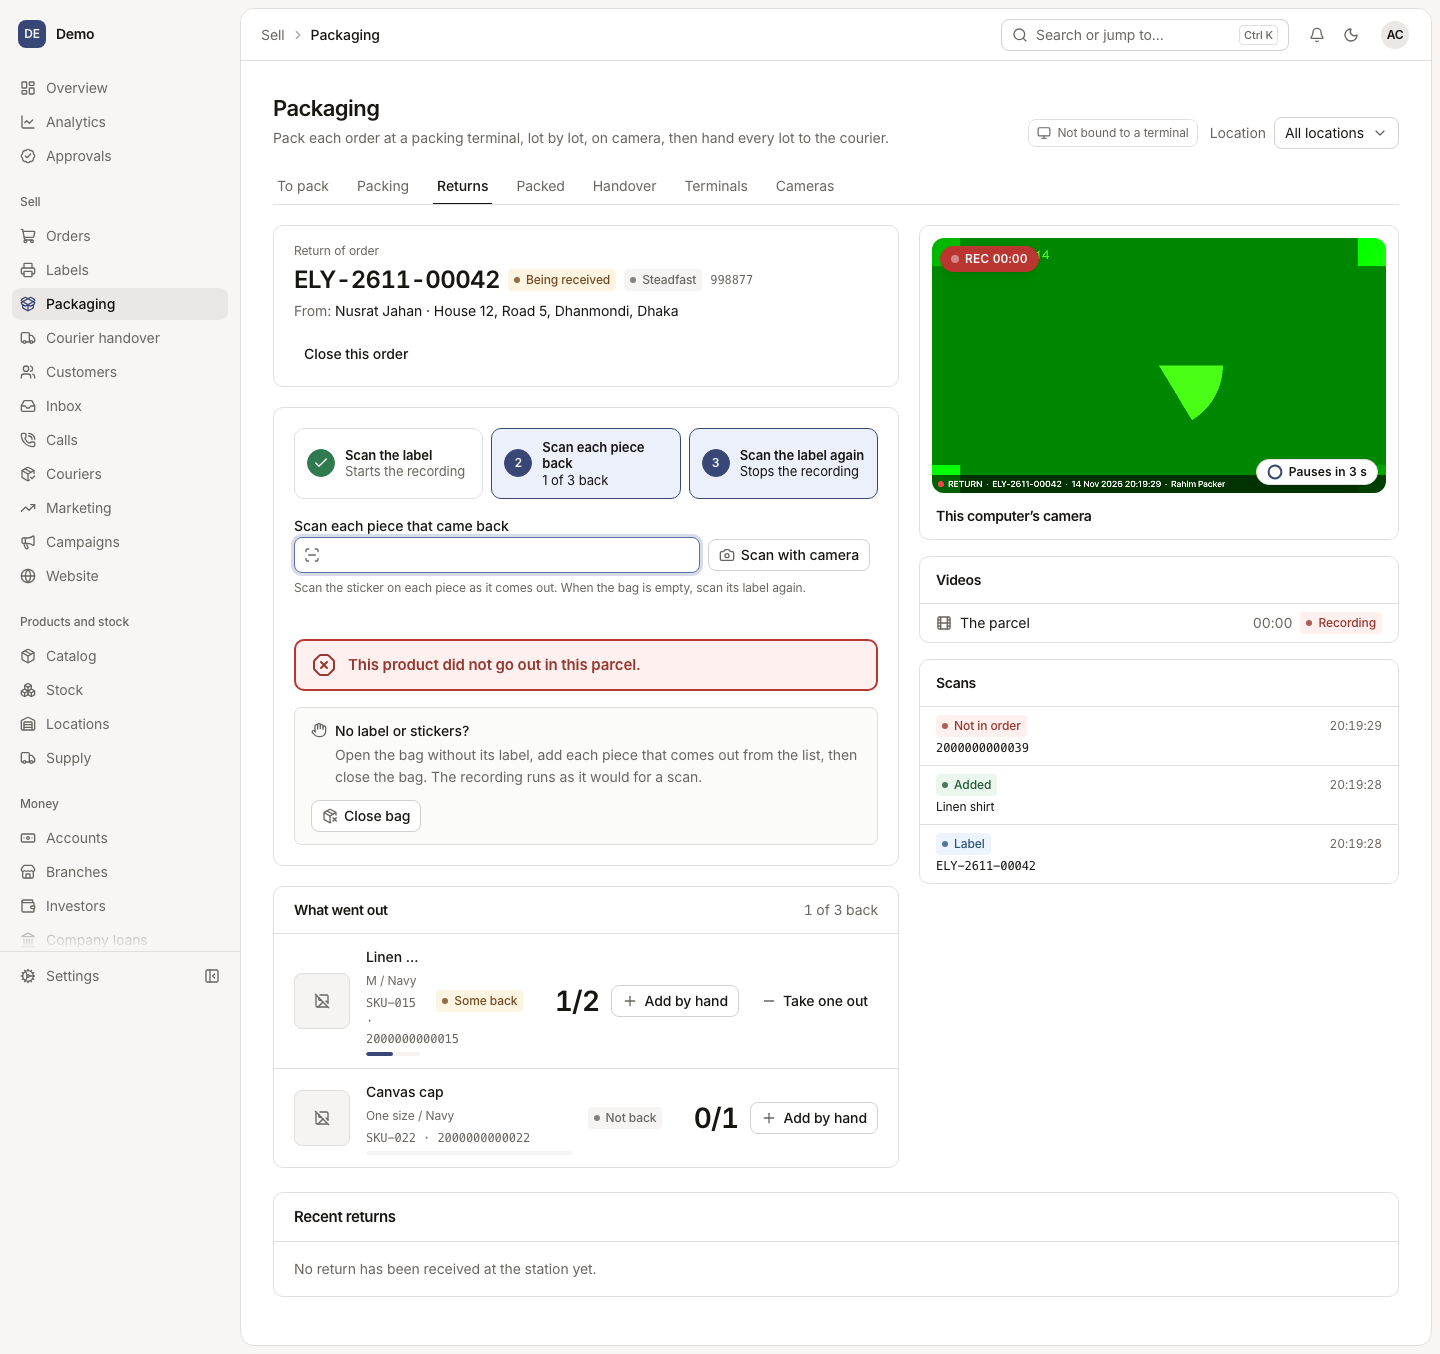 DE Demo
Overview
Analytics
Approvals
Sell
Orders
Labels
Packaging
Courier handover
Customers
Inbox
Calls
Couriers
Marketing
Campaigns
Website
Products and stock
Catalog
Stock
Locations
Supply
Money
Accounts
Branches
Investors
Company loans
Settings
Sell > Packaging
Search or jump to...
Ctrl K
AC
Packaging
Pack each order at a packing terminal, lot by lot, on camera, then hand every lot to the courier.
Not bound to a terminal
Location
All locations
To pack Packing Returns Packed Handover Terminals Cameras
Return of order
ELY-2611-00042 Being received Steadfast 998877
From: Nusrat Jahan · House 12, Road 5, Dhanmondi, Dhaka
Close this order
Scan the label
Starts the recording
2
Scan each piece back
1 of 3 back
3
Scan the label again
Stops the recording
Scan each piece that came back
Scan with camera
Scan the sticker on each piece as it comes out. When the bag is empty, scan its label again.
This product did not go out in this parcel.
No label or stickers?
Open the bag without its label, add each piece that comes out from the list, then
close the bag. The recording runs as it would for a scan.
Close bag
What went out
1 of 3 back
Linen ...
M / Navy
SKU-015
·
2000000000015
Some back
1/2
Add by hand
Take one out
Canvas cap
One size / Navy
SKU-022 · 2000000000022
Not back
0/1
Add by hand
REC 00:00
14
Pauses in 3 s
RETURN · ELY-2611-00042 · 14 Nov 2026 20:19:29 · Rahim Packer
This computer's camera
Videos
The parcel
00:00
Recording
Scans
Not in order
20:19:29
2000000000039
Added
20:19:28
Linen shirt
Label
20:19:28
ELY-2611-00042
Recent returns
No return has been received at the station yet.